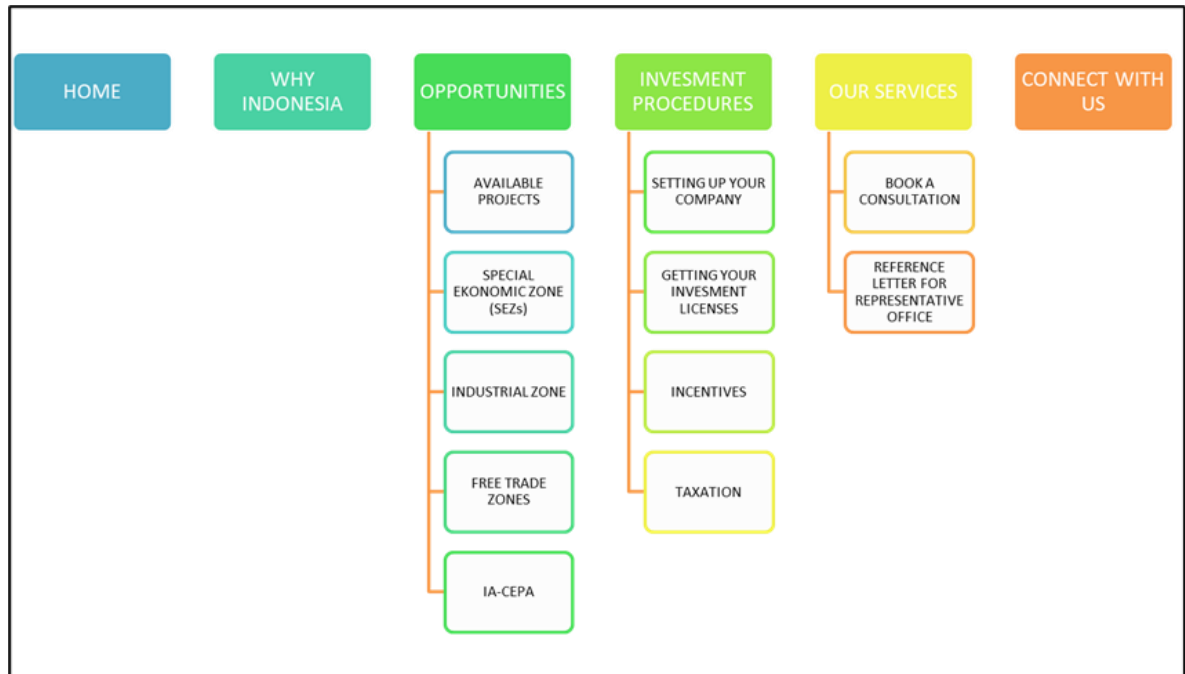 HOME
WHY
INDONESIA
OPPORTUNITIES
INVESMENT
PROCEDURES
OUR SERVICES
CONNECT WITH
US
AVAILABLE
PROJECTS
SPECIAL
EKONOMIC ZONE
(SEZs)
INDUSTRIAL ZONE
FREE TRADE
ZONES
IA-CEPA
SETTING UP YOUR
COMPANY
GETTING YOUR
INVESMENT
LICENSES
INCENTIVES
TAXATION
BOOK A
CONSULTATION
REFERENCE
LETTER FOR
REPRESENTATIVE
OFFICE